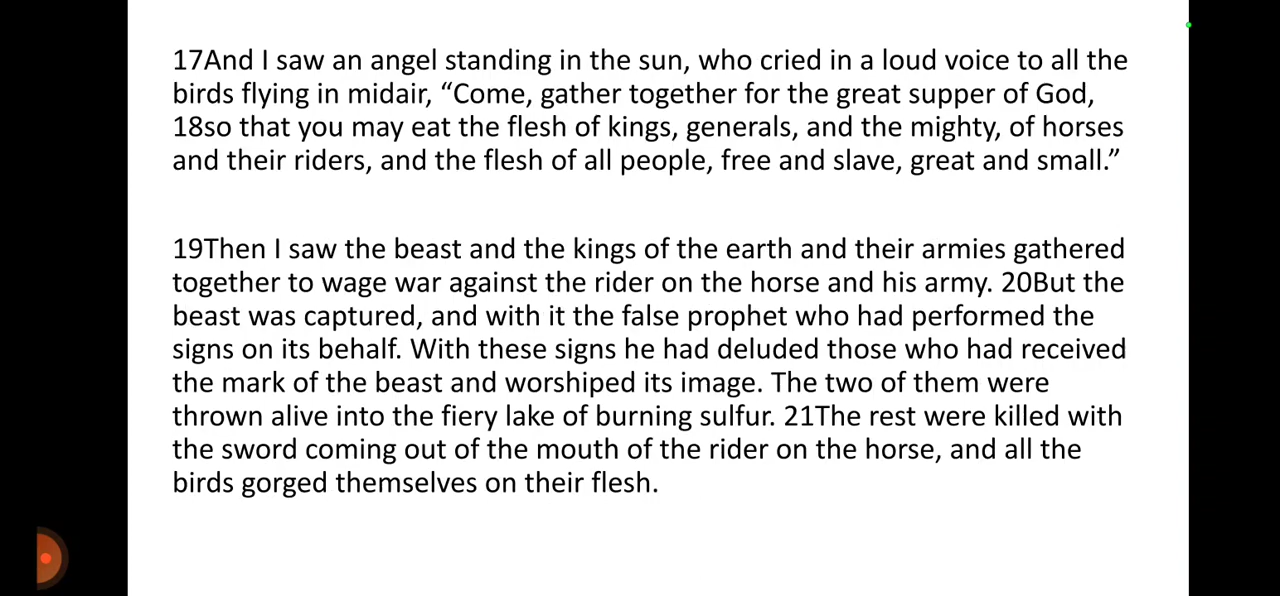 17And I saw an angel standing in the sun, who cried in a loud voice to all the
birds flying in midair, “Come, gather together for the great supper of God,
18so that you may eat the flesh of kings, generals, and the mighty, of horses
and their riders, and the flesh of all people, free and slave, great and small.”
19Then I saw the beast and the kings of the earth and their armies gathered
together to wage war against the rider on the horse and his army. 20But the
beast was captured, and with it the false prophet who had performed the
signs on its behalf. With these signs he had deluded those who had received
the mark of the beast and worshiped its image. The two of them were
thrown alive into the fiery lake of burning sulfur. 21The rest were killed with
the sword coming out of the mouth of the rider on the horse, and all the
birds gorged themselves on their flesh.